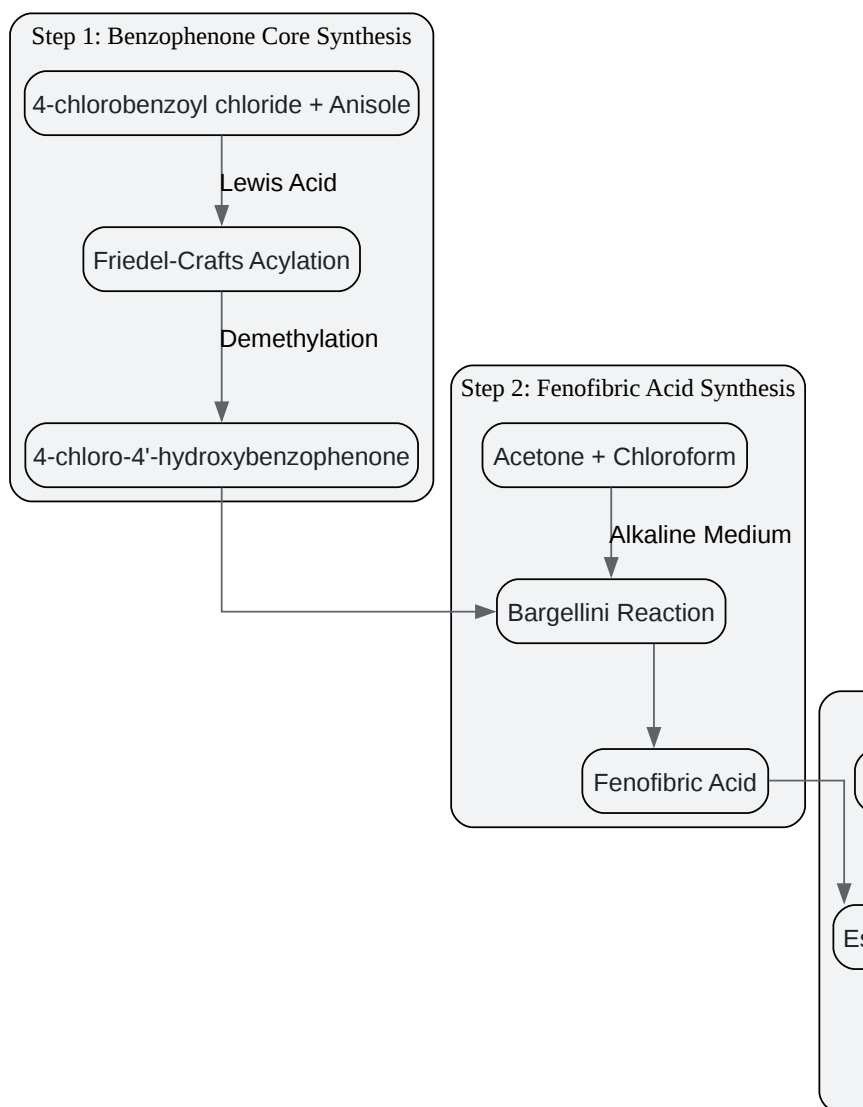 Step 1: Benzophenone Core Synthesis
4-chlorobenzoyl chloride + Anisole
Lewis Acid
Friedel-Crafts Acylation
Demethylation
4-chloro-4'-hydroxybenzophenone
Step 2: Fenofibric Acid Synthesis
Acetone + Chloroform
Alkaline Medium
Bargellini Reaction
Fenofibric Acid
Es